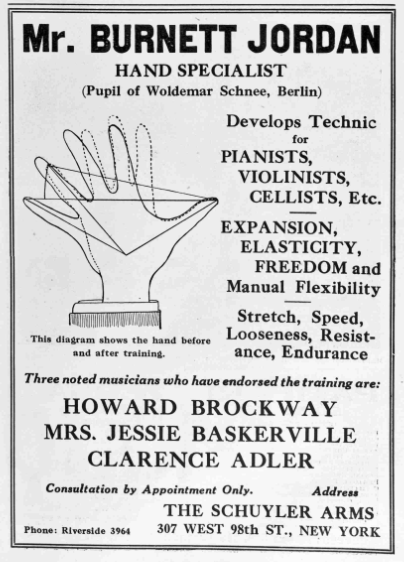 Mr. BURNETT JORDAN
HAND SPECIALIST
(Pupil of Woldemar Schnee, Berlin)
Develops Technic
for
PIANISTS,
VIOLINISTS,
CELLISTS, Etc.
EXPANSION,
ELASTICITY,
FREEDOM and
Manual Flexibility
Stretch, Speed,
Looseness, Resist-
ance, Endurance
This diagram shows the hand before
and after training.
Three noted musicians who have endorsed the training are:
HOWARD BROCKWAY
MRS. JESSIE BASKERVILLE
CLARENCE ADLER
Consultation by Appointment Only. Address
THE SCHUYLER ARMS
Phone: Riverside 3964 307 WEST 98th ST., NEW YORK